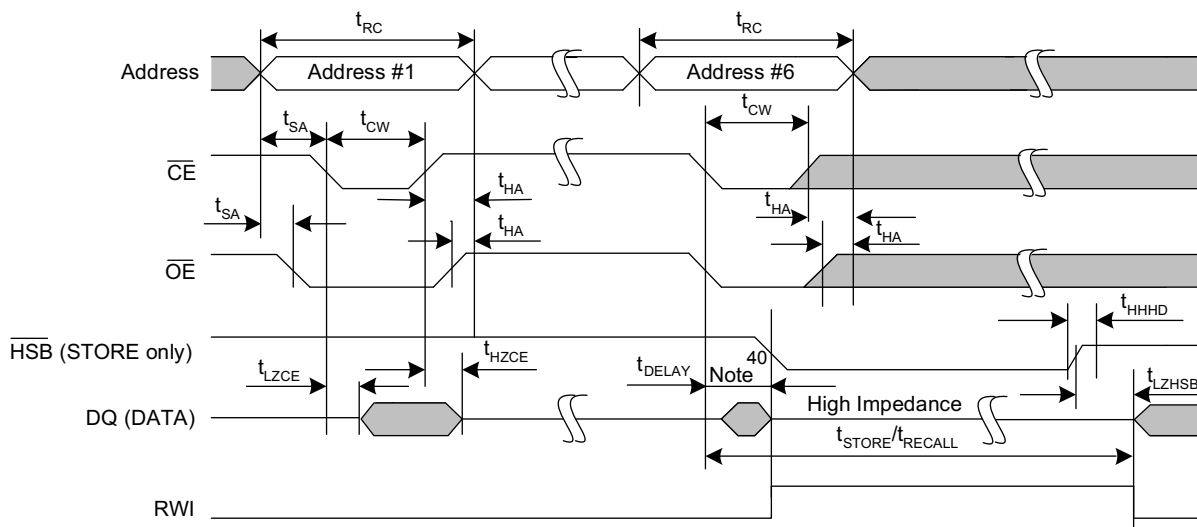 tRC tRC
Address Address #1 Address #6
tCW
tSA tCW
CE
tHA tHA
tSA
tHA tHA
OE
tHHHD
HSB (STORE only)
tHZCE 40
tLZCE tDELAY Note tLZHSB
DQ (DATA) High Impedance
tSTORE/tRECALL
RWI